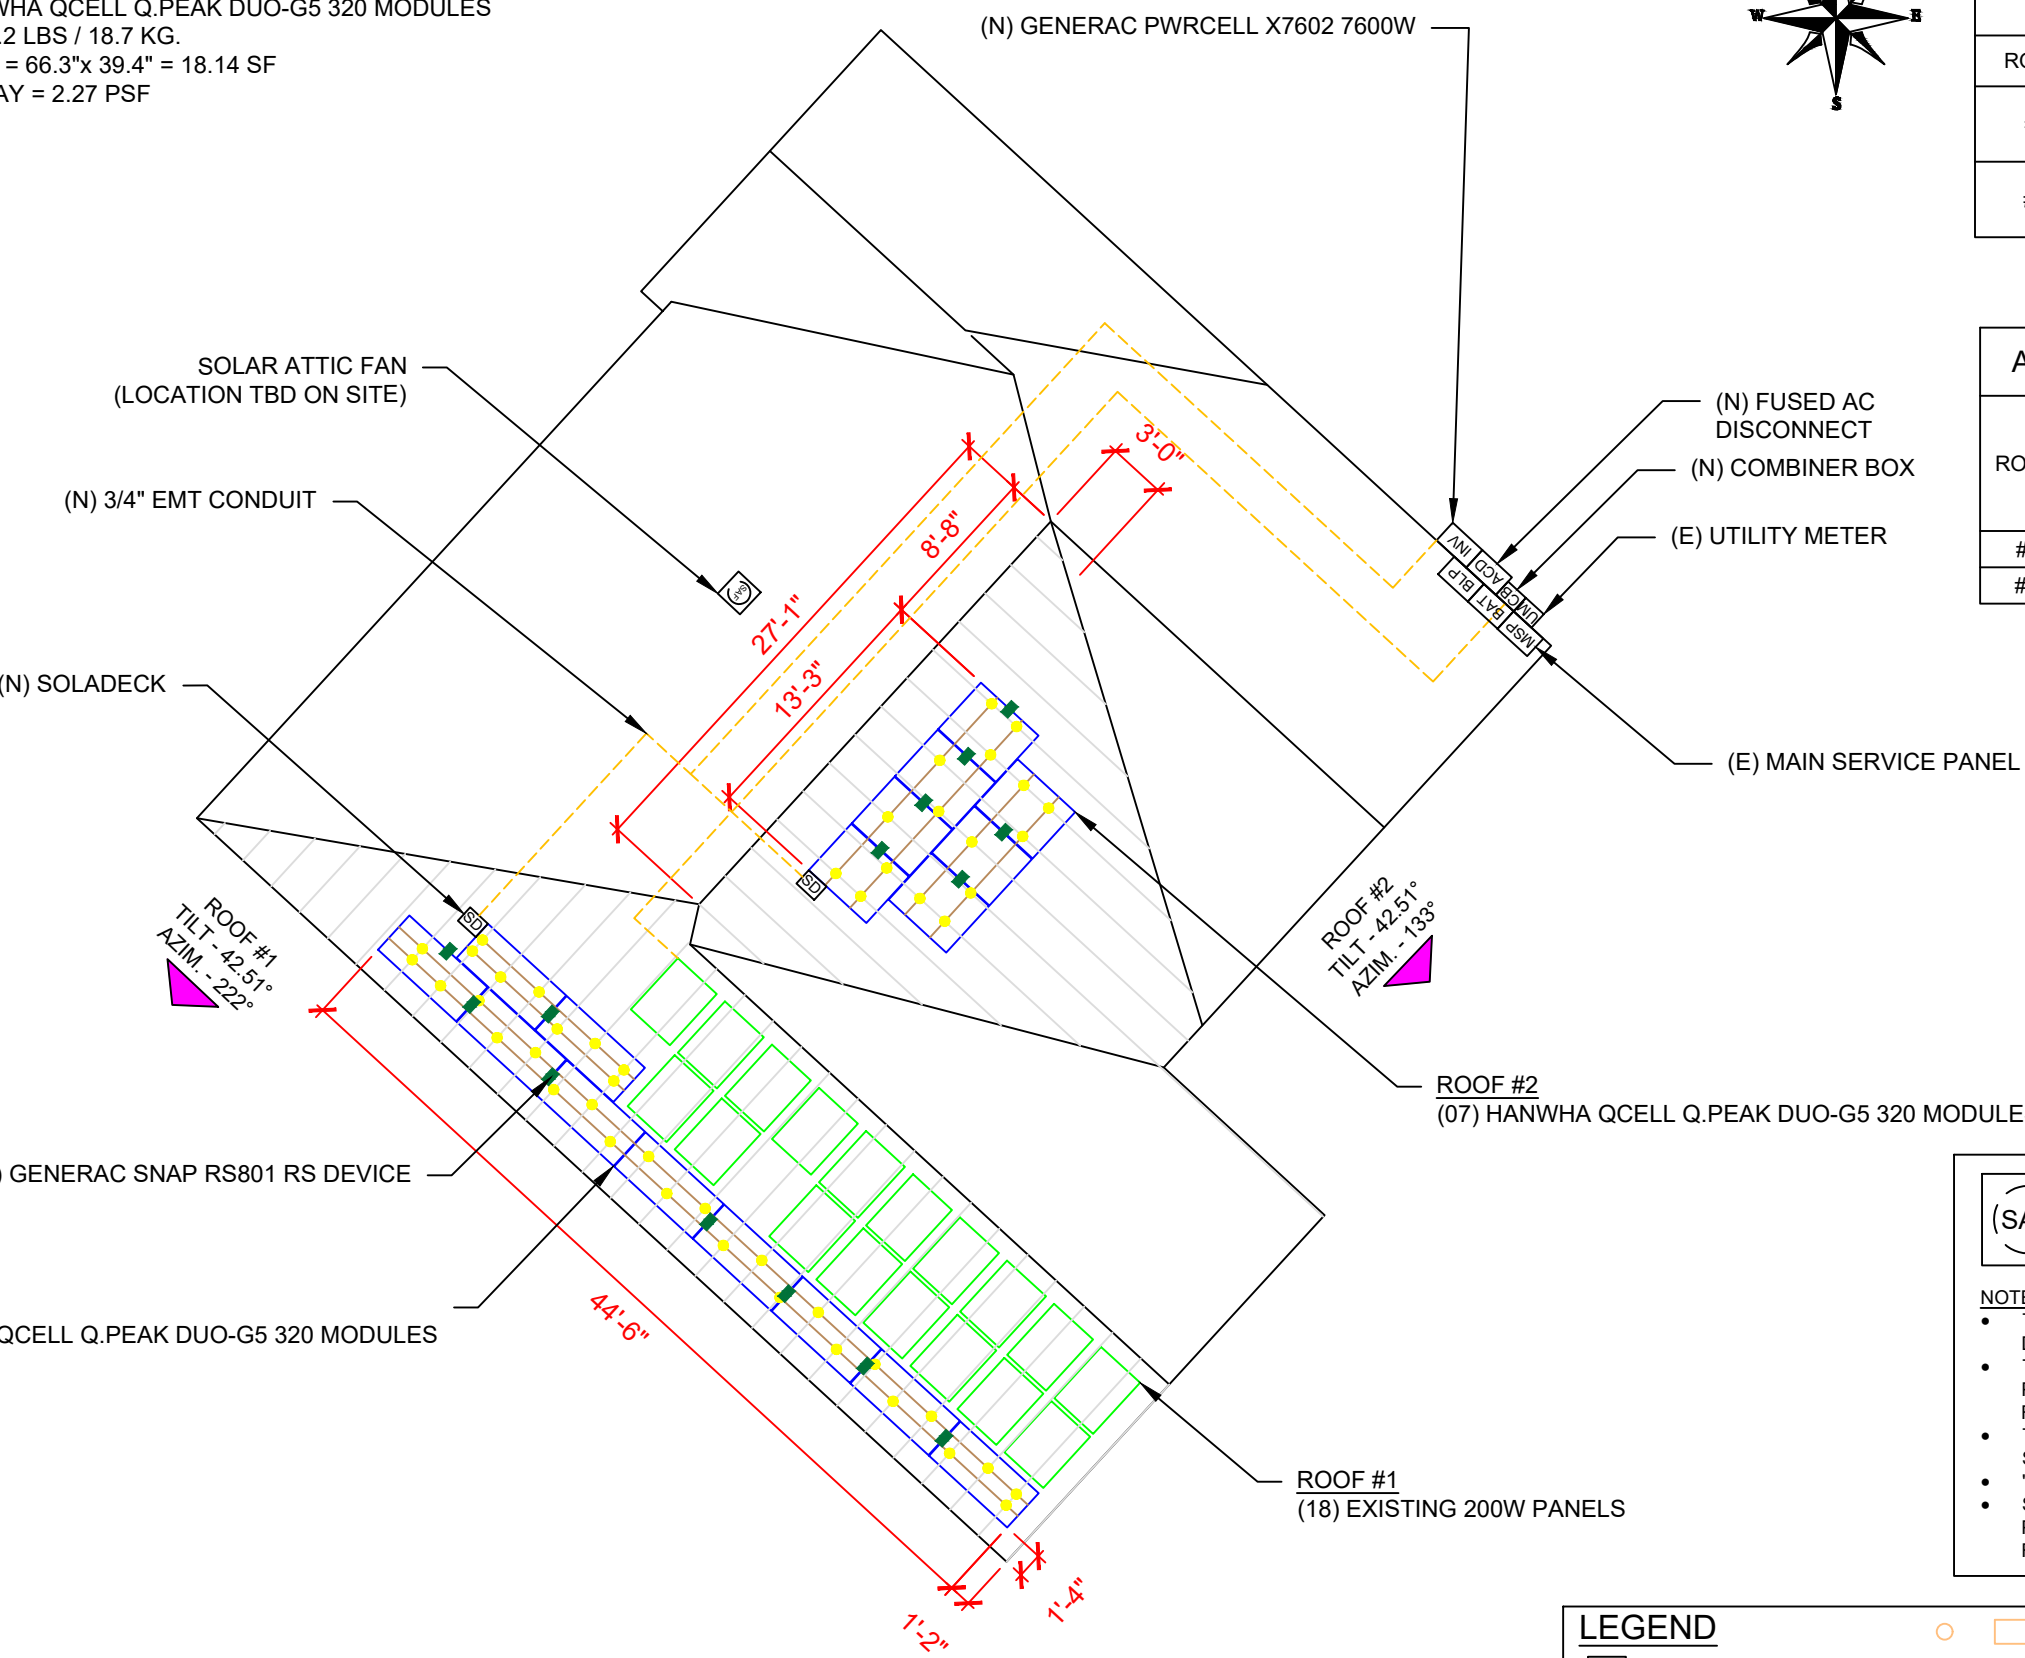 QCELL Q.PEAK DUO-G5 320 MODULES
.2 LBS / 18.7 KG.
= 66.3"x 39.4" = 18.14 SF
AY = 2.27 PSF
(N) GENERAC PWRCELL X7602 7600W
W
E
S
SOLAR ATTIC FAN
(LOCATION TBD ON SITE)
(N) 3/4" EMT CONDUIT
(N) SOLADECK
(N) FUSED AC
DISCONNECT
(N) COMBINER BOX
(E) UTILITY METER
(E) MAIN SERVICE PANEL
INV
ACD
CB
UM
BLP
BAT
MSP
SAF
3'-0"
8'-8"
27'-1"
13'-3"
SD
SD
ROOF #1
TILT - 42.51°
AZIM. - 222°
ROOF #2
TILT - 42.51°
AZIM. - 133°
ROOF #2
(07) HANWHA QCELL Q.PEAK DUO-G5 320 MODULE
) GENERAC SNAP RS801 RS DEVICE
QCELL Q.PEAK DUO-G5 320 MODULES
44'-6"
1'-2"
1'-4"
ROOF #1
(18) EXISTING 200W PANELS
RO
A
RO
#
#
SA
NOTE
LEGEND